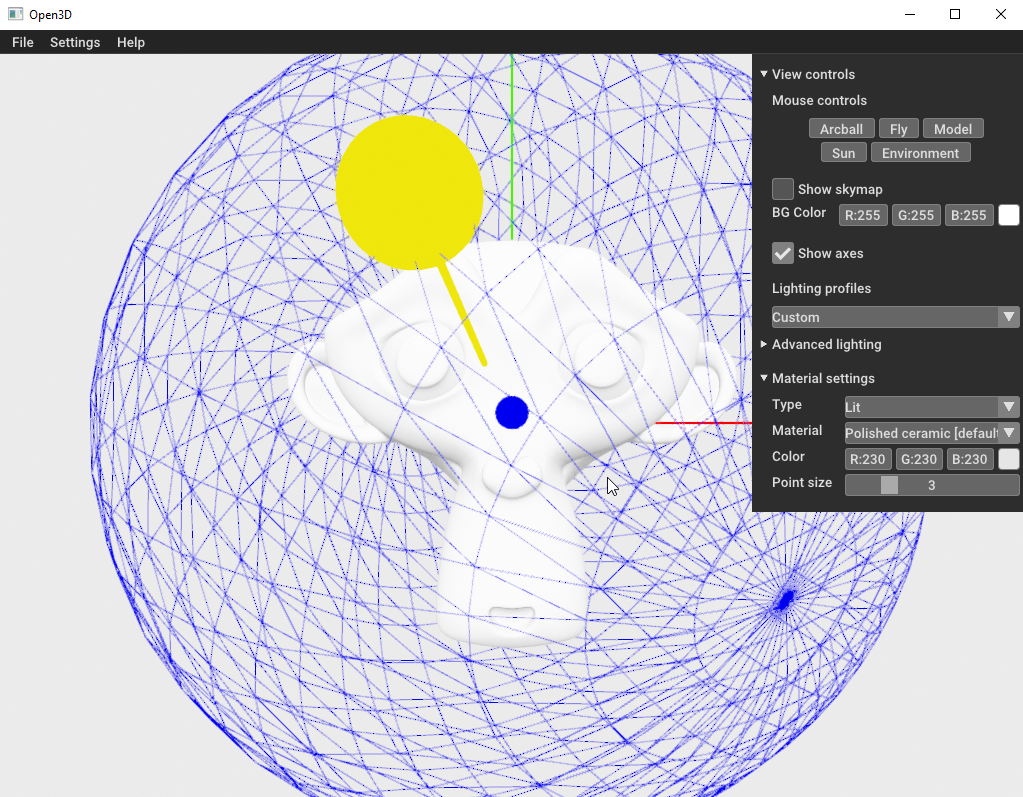 Open3D
File Settings Help
View controls
Mouse controls
Arcball Fly Model
Sun Environment
Show skymap
BG Color R:255 G:255 B:255
Show axes
Lighting profiles
Custom
Advanced lighting
Material settings
Type Lit
Material Polished ceramic [default
Color R:230 G:230 B:230
Point size 3